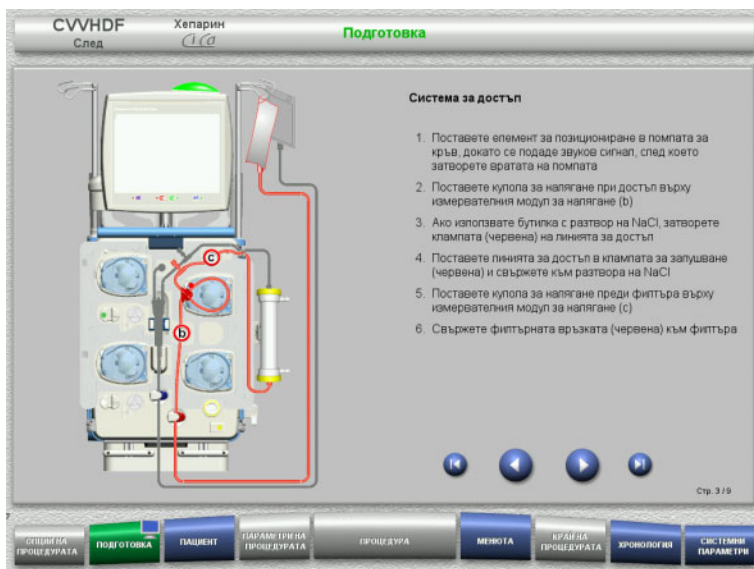 CVVHDF
След
Хепарин
CiCa
Подготовка
Система за достъп
1. Поставете елемент за позициониране в помпата за
кръв, докато се подаде звуков сигнал, след което
затворете вратата на помпата
2. Поставете купола за налягане при достъп върху
измервателния модул за налягане (b)
3. Ако използвате бутилка с разтвор на NaCl, затворете
клампата (червена) на линията за достъп
4. Поставете линията за достъп в клампата за запушване
(червена) и свържете към разтвора на NaCl
5. Поставете купола за налягане преди филтъра върху
измервателния модул за налягане (c)
6. Свържете филтърната връзката (червена) към филтъра
c
b
Стр. 3 / 9
ОПЦИИ НА
ПРОЦЕДУРАТА
ПОДГОТОВКА
ПАЦИЕНТ
ПАРАМЕТРИ НА
ПРОЦЕДУРАТА
ПРОЦЕДУРА
МЕНЮТА
КРАЙ НА
ПРОЦЕДУРАТА
ХРОНОЛОГИЯ
СИСТЕМНИ
ПАРАМЕТРИ